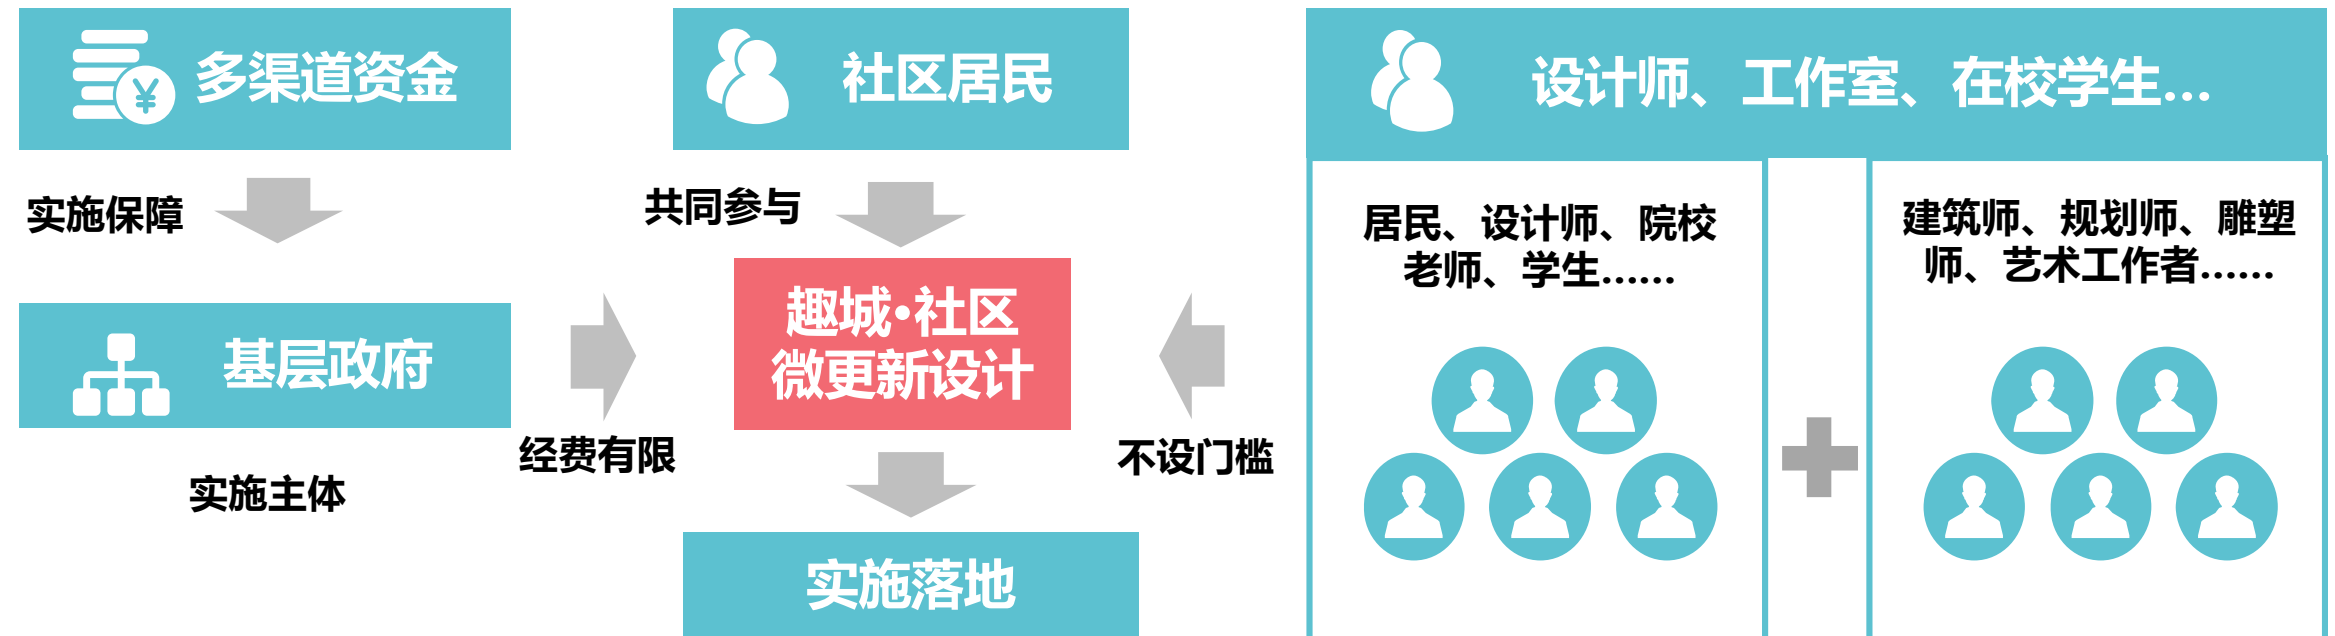 多渠道资金
社区居民
设计师、工作室、在校学生...
实施保障
共同参与
居民、设计师、院校
老师、学生......
建筑师、规划师、雕塑
师、艺术工作者......
基层政府
趣城·社区
微更新设计
经费有限
不设门槛
实施主体
实施落地